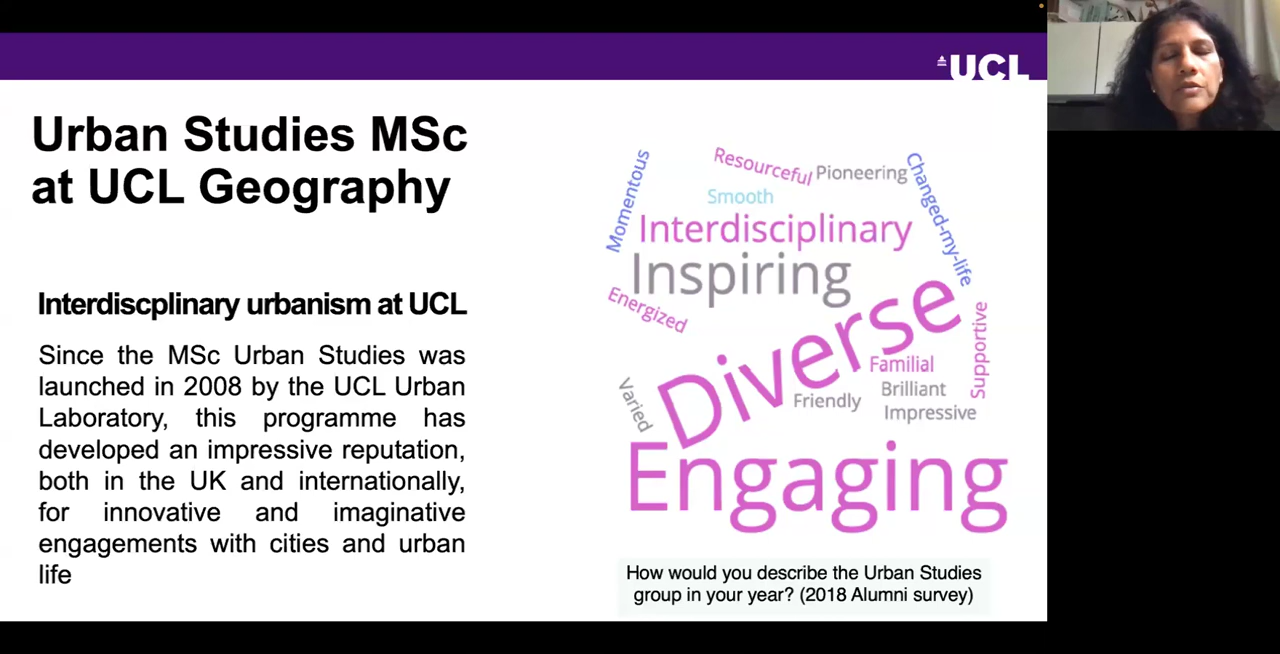 UCL
Urban Studies MSc
at UCL Geography
Interdiscplinary urbanism at UCL
Since the MSc Urban Studies was
launched in 2008 by the UCL Urban
Laboratory, this programme has
developed an impressive reputation,
both in the UK and internationally,
for innovative and imaginative
engagements with cities and urban
life
Momentous
Resourceful
Pioneering
Changed-my-life
Smooth
Interdisciplinary
Inspiring
Energized
Diverse
Supportive
Familial
Varied
Friendly
Brilliant
Impressive
Engaging
How would you describe the Urban Studies
group in your year? (2018 Alumni survey)